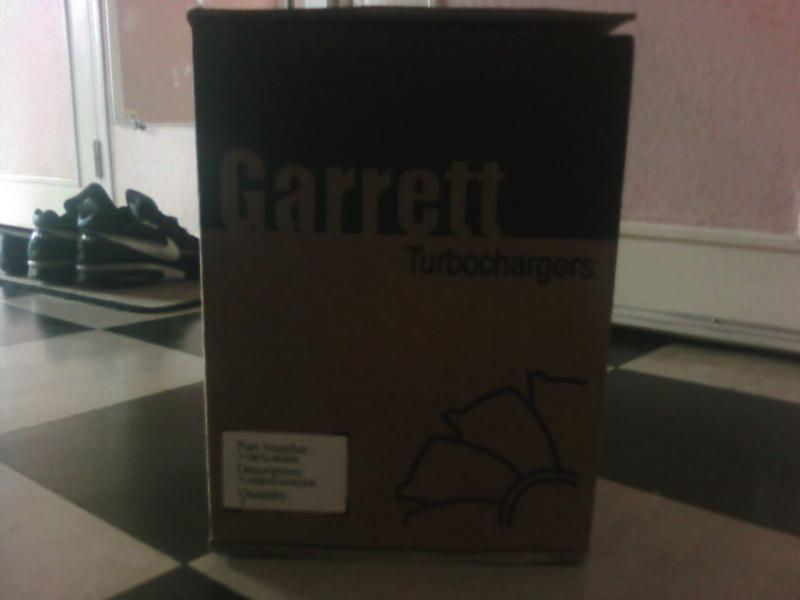 Garrett
Turbochargers
Part Number:
Description:
Quantity: